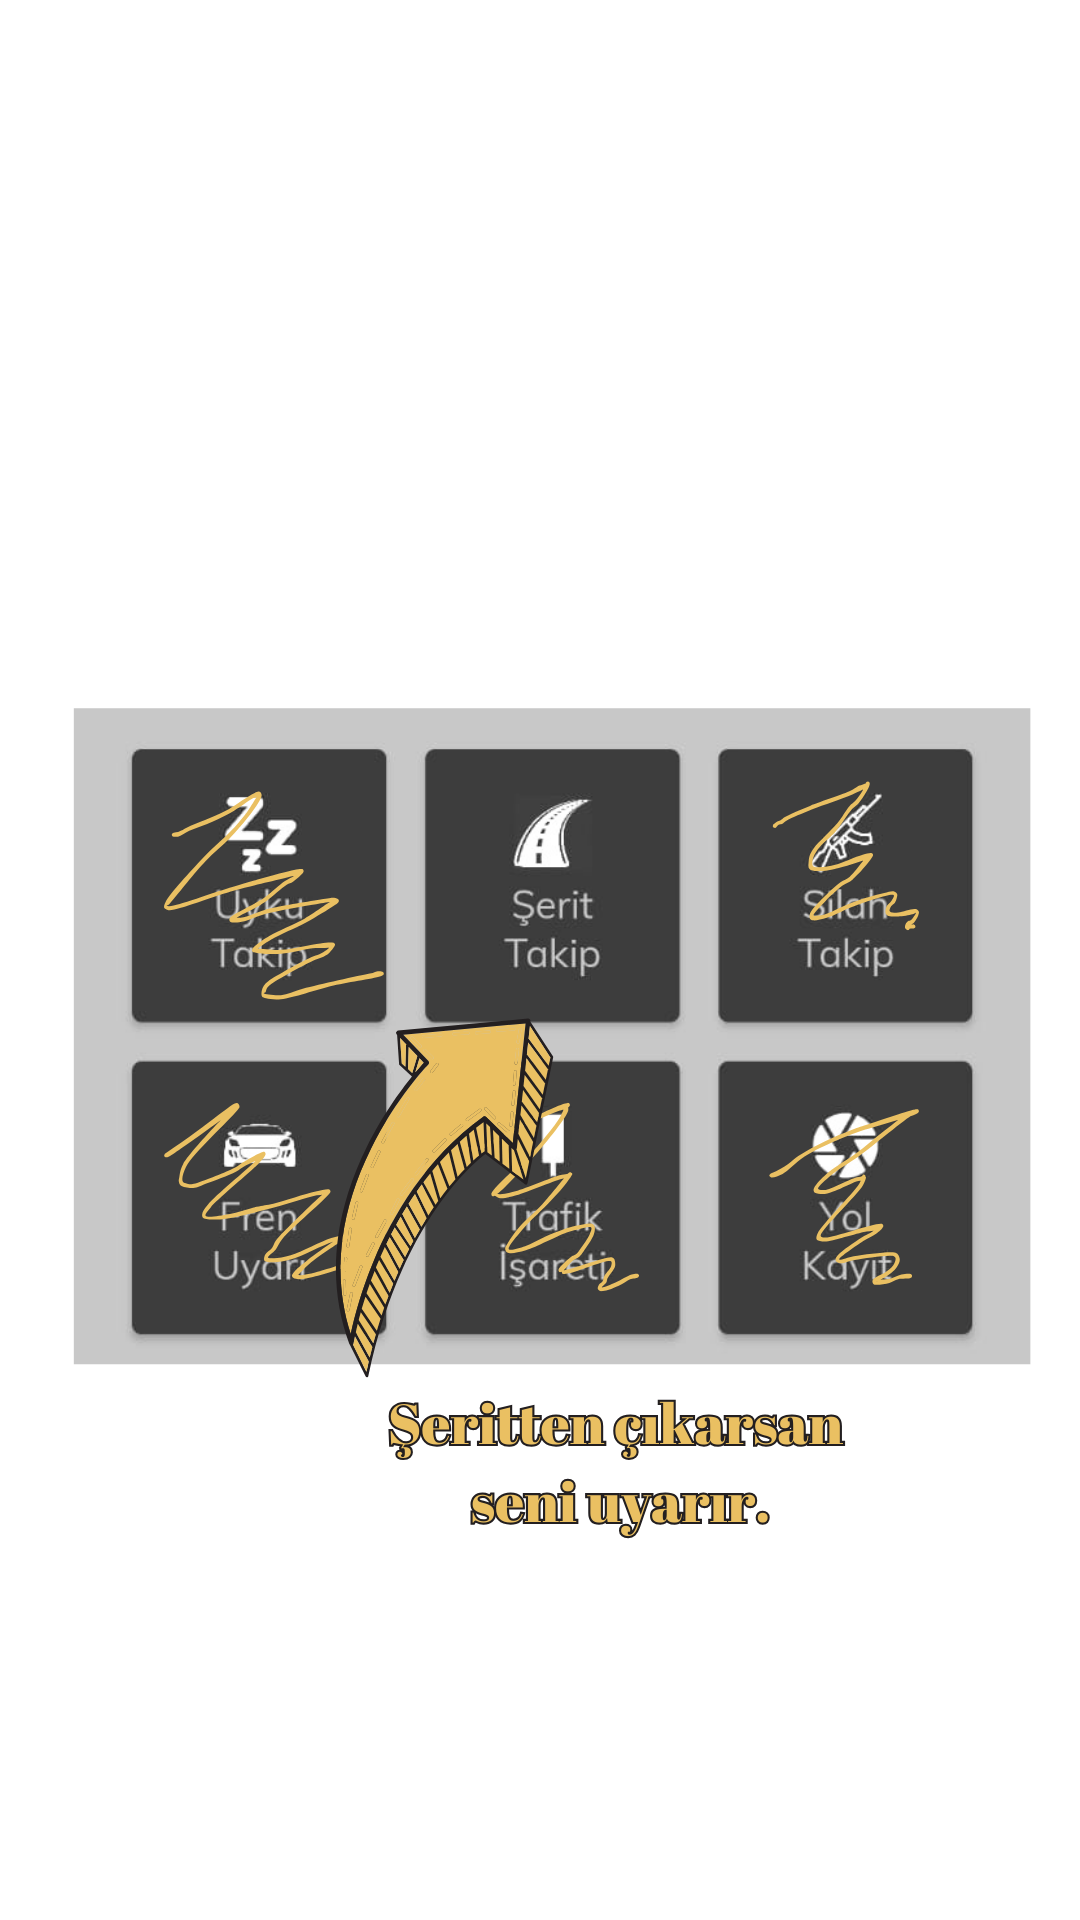 Uyku
Takip
Şerit
Takip
Silah
Takip
Fren
Uyarı
Trafik
İşareti
Yol
Kayıt
Şeritten çıkarsan
seni uyarır.